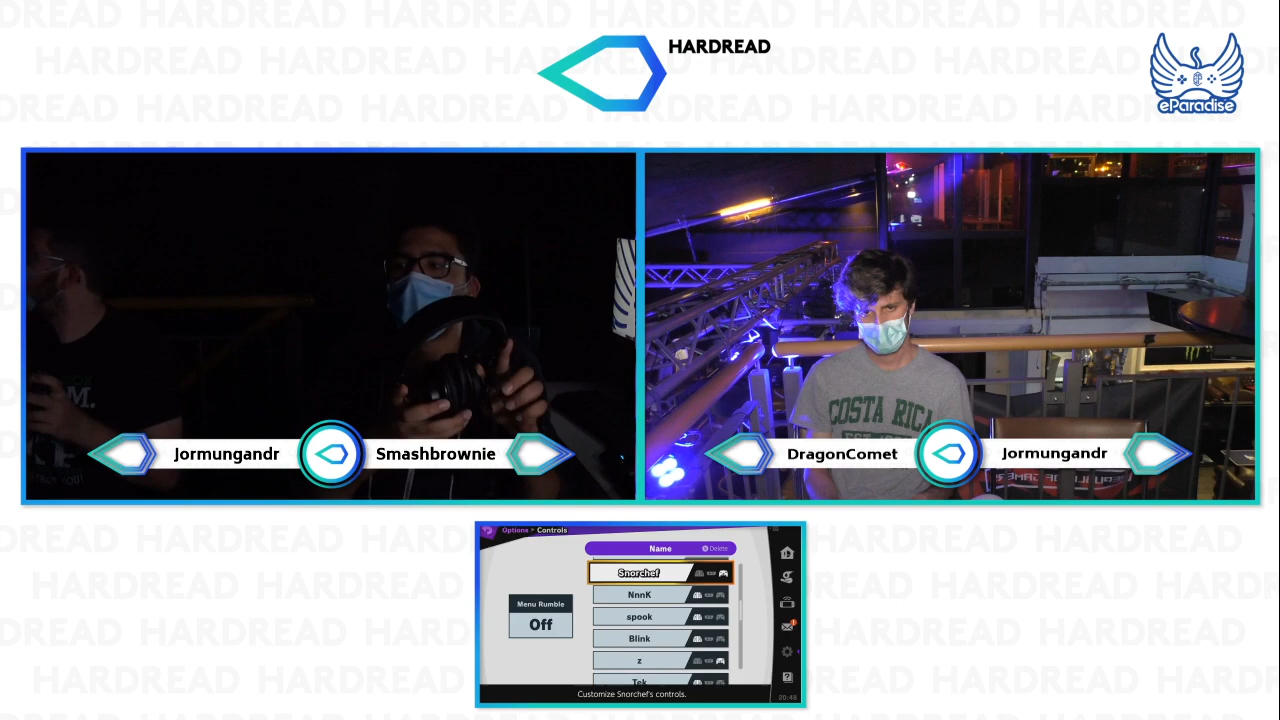 HARDREAD
eParadise
M.
COSTA RICA
Jormungandr
Smashbrownie
DragonComet
Jormungandr
Options > Controls
Name
Delete
Snorchef
NnnK
spook
Blink
z
Tek
Menu Rumble
Off
Customize Snorchef's controls.
20:48